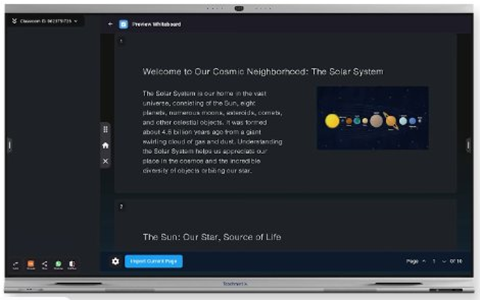 Preview Whiteboard
1
Welcome to Our Cosmic Neighborhood: The Solar System
The Solar System is our home in the vast
universe, consisting of the Sun, eight
planets, numerous moons, asteroids, comets,
and other celestial objects. It was formed
about 4.6 billion years ago from a giant
swirling cloud of gas and dust. Understanding
the Solar System helps us appreciate our
place in the cosmos and the incredible
diversity of objects orbiting our star.
2
The Sun: Our Star, Source of Life
Import Current Page
Page
1